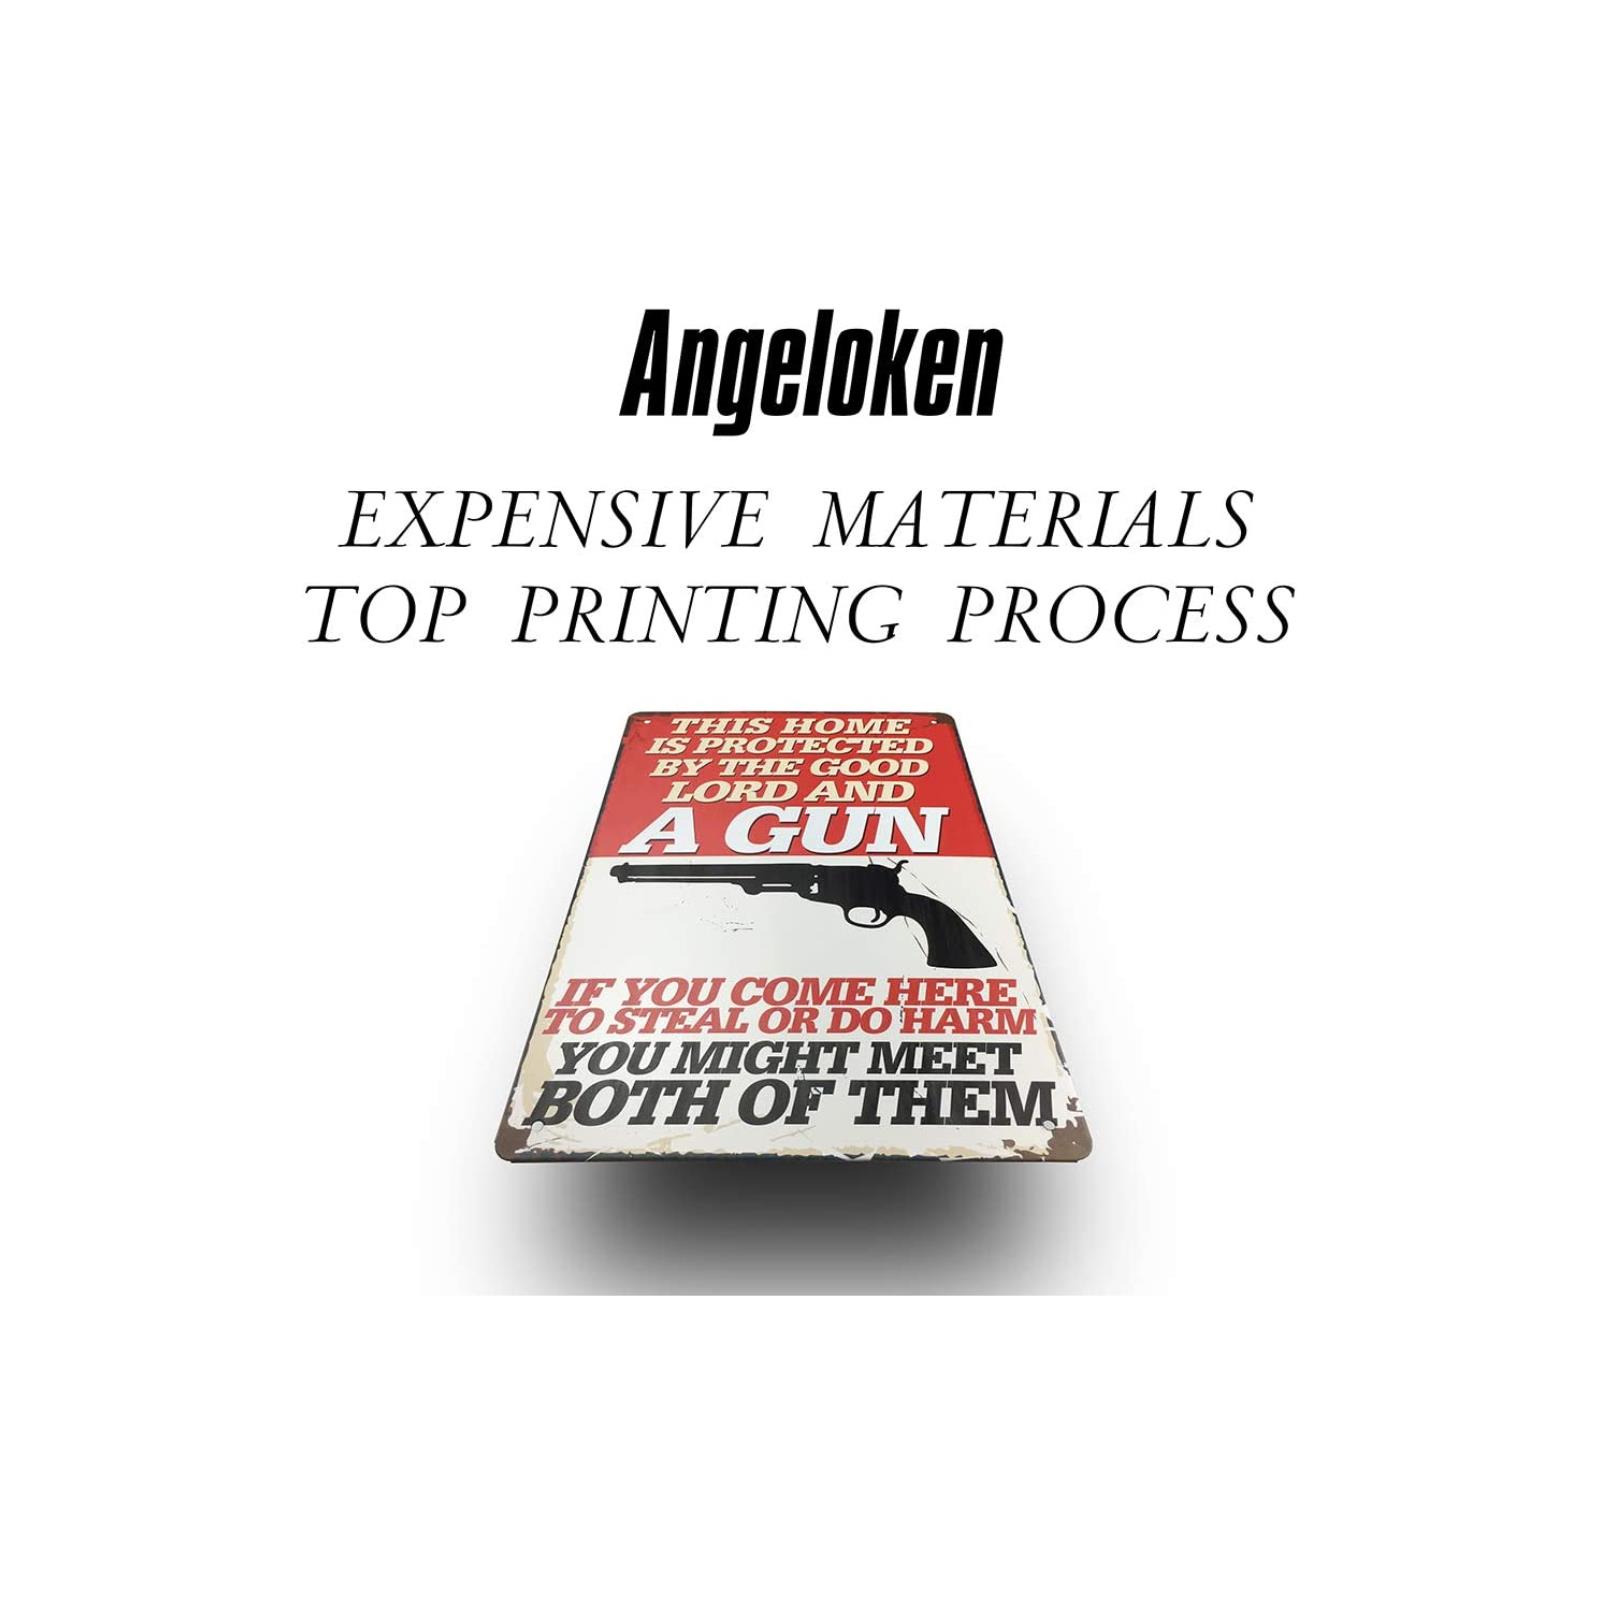 Angeloken
EXPENSIVE MATERIALS
TOP PRINTING PROCESS
THIS HOME
IS PROTECTED
BY THE GOOD
LORD AND
A GUN
IF YOU COME HERE
TO STEAL OR DO HARM
YOU MIGHT MEET
BOTH OF THEM